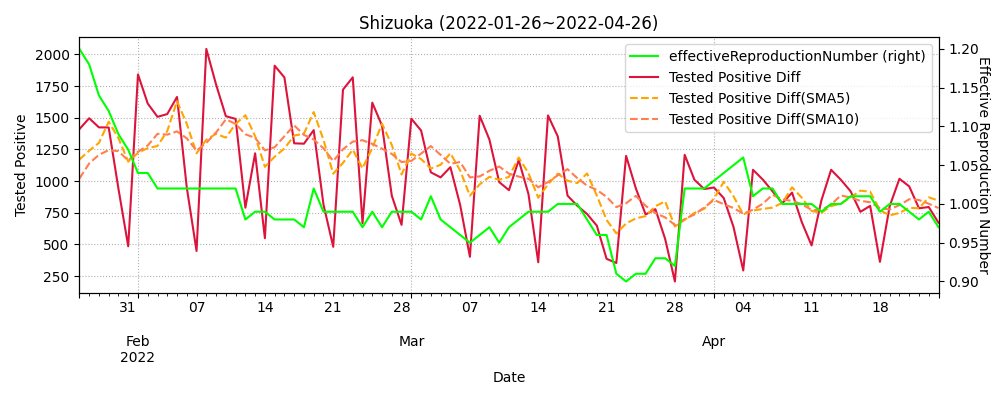 Shizuoka (2022-01-26~2022-04-26)
effectiveReproductionNumber (right)
Tested Positive Diff
Tested Positive Diff(SMA5)
Tested Positive Diff(SMA10)
Tested Positive
2000
1750
1500
1250
1000
750
500
250
1.20
1.15
1.10
1.05
1.00
0.95
0.90
Effective Reproduction Number
31 07 14 21 28 07 14 21 28 04 11 18
Feb Mar Apr
2022
Date